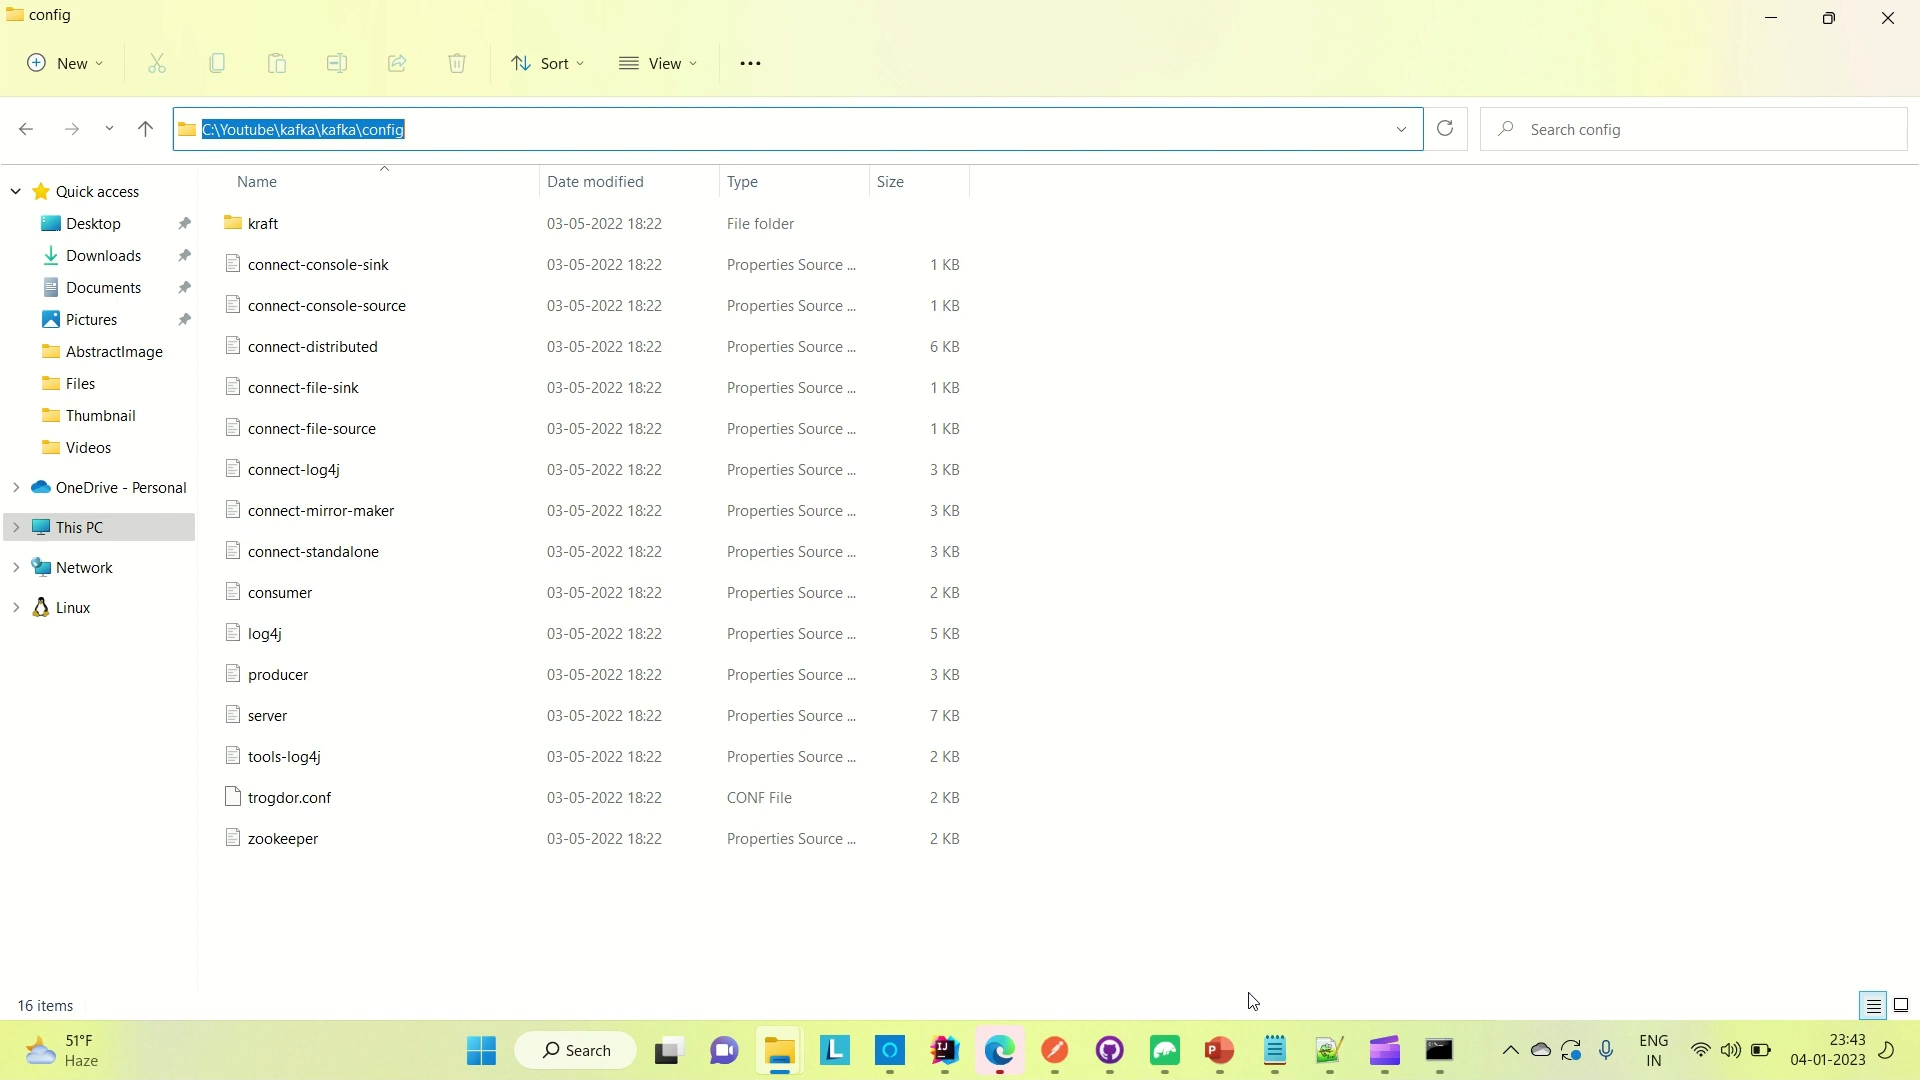 config
New
Sort
View
C:\Youtube\kafka\kafka\config
Search config
Name Date modified Type Size
Quick access
Desktop
Downloads
Documents
Pictures
AbstractImage
Files
Thumbnail
Videos
OneDrive - Personal
This PC
Network
Linux
kraft 03-05-2022 18:22 File folder
connect-console-sink 03-05-2022 18:22 Properties Source ... 1 KB
connect-console-source 03-05-2022 18:22 Properties Source ... 1 KB
connect-distributed 03-05-2022 18:22 Properties Source ... 6 KB
connect-file-sink 03-05-2022 18:22 Properties Source ... 1 KB
connect-file-source 03-05-2022 18:22 Properties Source ... 1 KB
connect-log4j 03-05-2022 18:22 Properties Source ... 3 KB
connect-mirror-maker 03-05-2022 18:22 Properties Source ... 3 KB
connect-standalone 03-05-2022 18:22 Properties Source ... 3 KB
consumer 03-05-2022 18:22 Properties Source ... 2 KB
log4j 03-05-2022 18:22 Properties Source ... 5 KB
producer 03-05-2022 18:22 Properties Source ... 3 KB
server 03-05-2022 18:22 Properties Source ... 7 KB
tools-log4j 03-05-2022 18:22 Properties Source ... 2 KB
trogdor.conf 03-05-2022 18:22 CONF File 2 KB
zookeeper 03-05-2022 18:22 Properties Source ... 2 KB
16 items
51°F
Haze
Search
ENG
IN
23:43
04-01-2023